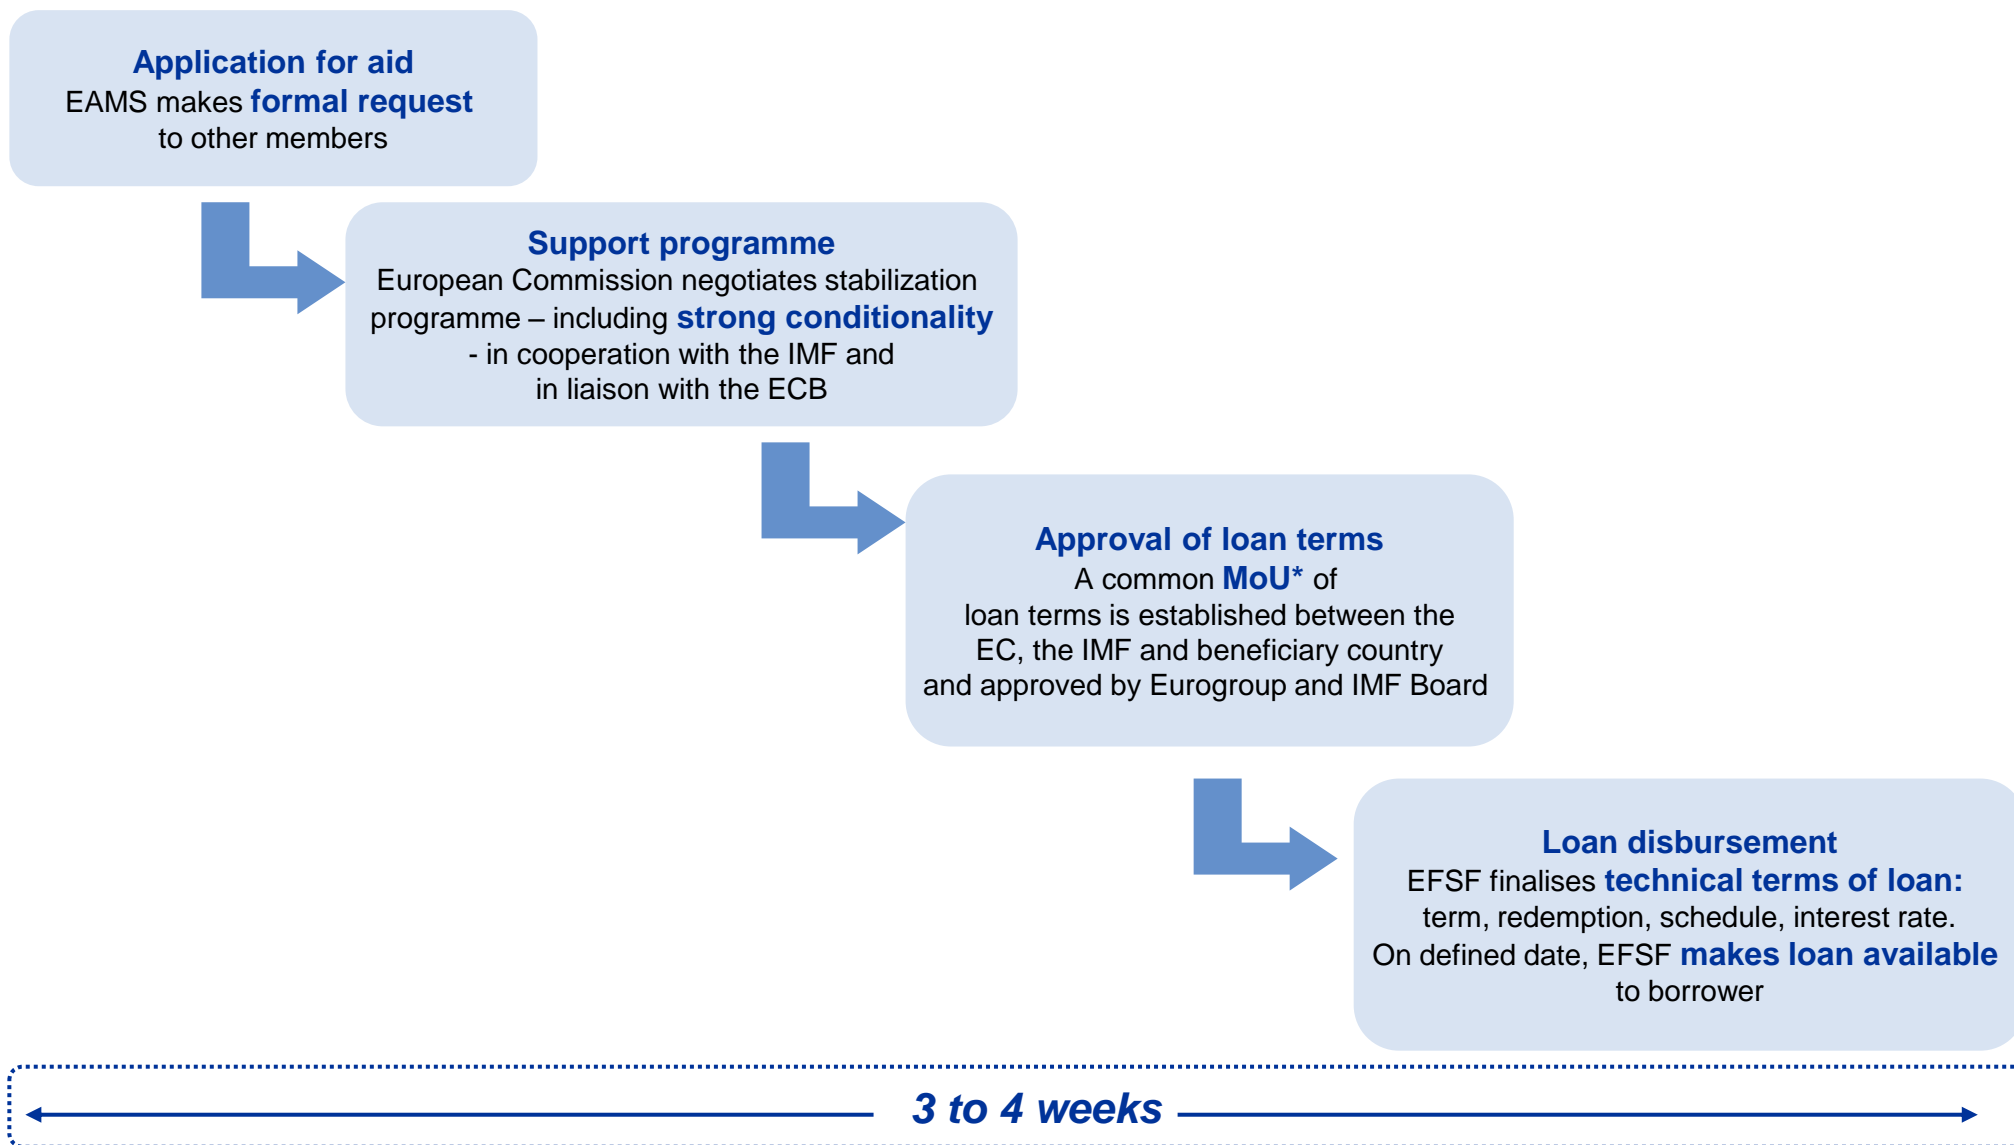 Application for aid
EAMS makes formal request
to other members
Support programme
European Commission negotiates stabilization
programme – including strong conditionality
- in cooperation with the IMF and
in liaison with the ECB
Approval of loan terms
A common MoU* of
loan terms is established between the
EC, the IMF and beneficiary country
and approved by Eurogroup and IMF Board
Loan disbursement
EFSF finalises technical terms of loan:
term, redemption, schedule, interest rate.
On defined date, EFSF makes loan available
to borrower
3 to 4 weeks